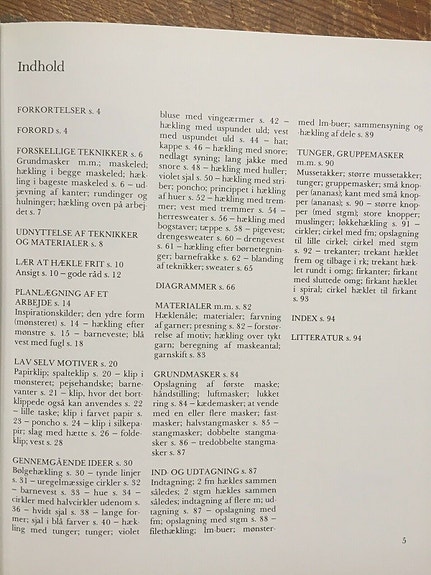 Indhold
FORKORTELSER s. 4
FORORD s. 4
FORSKELLIGE TEKNIKKER s. 6
Grundmasker m.m.; maskeled;
hækling i begge maskeled; hæk-
ling i bageste maskeled s. 6 – ud-
jævning af kanter; rundinger og
hulninger; hækling oven på arbej
det s. 7
UDNYTTELSE AF TEKNIKER
OG MATERIALER s. 8
LÆR AT HÆKLE FRIT s. 10
Ansigt s. 10 – gode råd s. 12
PLANLÆGNING AF ET
ARBEJDE s. 14
Inspirationskilder; den ydre form
(mønsteret) s. 14 – hækling efter
mønstre s. 15 – barneveste; blå
vest med fugl s. 18
LAV SELV MOTIVER s. 20
Papirklip; spalteklip s. 20 – klip i
mønsteret; pejsehandske; barne-
vanter s. 21 – klip, hvor det bort-
klippede også kan anvendes s. 22
– lille taske; klip i farvet papir s.
– 23 – poncho s. 24 – klip i silkepa-
pir; slag med hætte s. 26 – folde-
klip; vest s. 28
GENNEMGÅENDE IDEER s. 30
Bølgehækling s. 30 – tynde linjer
s. 31 – uregelmæssige cirkler s. 32
– barnevest s. 33 – hue s. 34 –
cirkler med halvcirkler udenom s.
36 – hvidt sjal s. 38 – lange for-
mer; sjal i blå farver s. 40 – hæk-
ling med tunger; tunger; violet
bluse med vingeærmer s. 42 –
hækling med uspundet uld; vest
med uspundet uld s. 44 – hat;
kappe s. 46 – hækling med snore;
nedlagt syning; lang jakke med
snore s. 48 – hækling med huller;
violet sjal s. 50 – hækling med stri-
ber; poncho; princippet i hækling
af huer s. 52 – hækling med trem-
mer; vest med tremmer s. 54 –
herresweater s. 56 – hækling med
bogstaver; tæppe s. – 58 – pigevest;
drengesweater s. 60 – drengevest
s. 61 – hækling efter børnetegnin-
ger; barnefrakke s. 62 – blanding
af teknikker; sweater s. 65
DIAGRAMMER s. 66
MATERIALER m.m. s. 82
Hæklenåle; materialer; farvning
af garner; presning s. 82 – forstør-
relse af motiv; hækling over tykt
garn; beregning af maskeantal;
garnskift s. 83
GRUNDMASKER s. 84
Opslagning af første maske;
håndstilling; luftmasker; lukket
ring s. 84 – kædemasker; at vende
med en eller flere masker; fast-
masker; halvstangmasker s. 85 –
stangmasker; dobbelte stangma-
sker s. 86 – tredobbelte stangma-
sker s. 87
IND OG UDTAGNING s. 87
Indtagning; 2 fm hækles sammen
således; 2 stgm hækles sammen
således; indtagning af flere m; ud-
tagning s. 87 – opslagning med
fm; opslagning med stgm s. 88 –
filethækling; lm-buer; mønster-
med lm-buer; sammensyning og
-hækling af dele s. 89
TUNGER, GRUPPEMASKER
m.m. s. 90
Musetakker; større musetakker;
tunger; gruppemasker; små knop-
per (ananas); kant med små knop-
per (ananas); s. 90 – større knop-
per (med stgm); store knopper;
muslinger; løkkehækling s. 91 –
cirkler; cirkel med fm; opslagning
til lille cirkel; cirkel med stgm
s. 92 – trekanter; trekanter hæklet
frem og tilbage i rk; trekant hæk-
let rundt i omg; firkanter; firkant
med sluttede omg; firkant hæklet
i spiral; cirkel hæklet til firkant
s. 93
INDEX s. 94
LITTERATUR s. 94
5